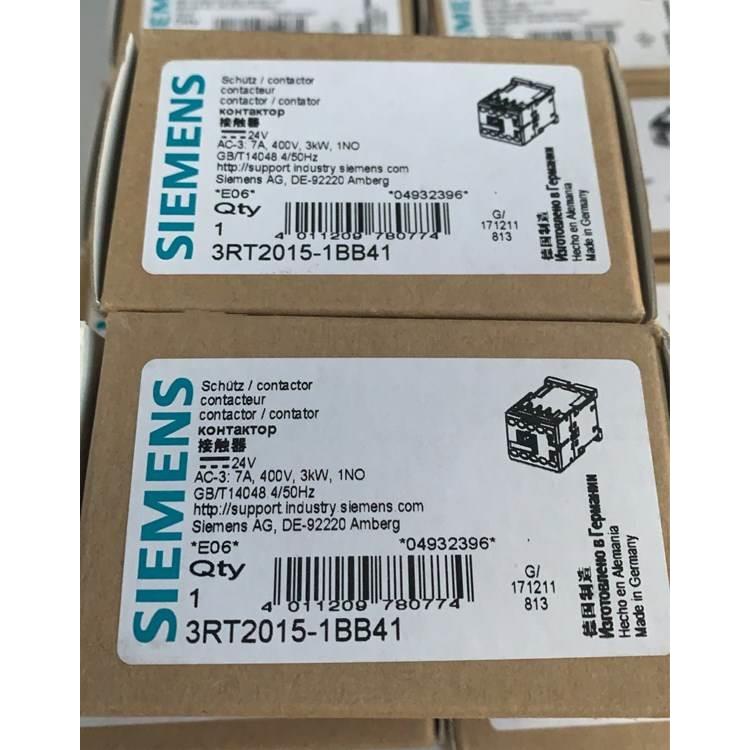 SIEMENS
Schütz / contactor
contacteur
contactor / contator
контактор
接触器
24V
AC-3: 7A, 400V, 3kW, 1NO
GB/T14048 4/50Hz
http://support industry.siemens.com
Siemens AG, DE-92220 Amberg
*E06* *04932396*
Qty
1
4 011209 780774
3RT2015-1BB41
G/
171211
813
德国制造
Изготовлено в Германии
Hecho en Alemania
Made in Germany
SIEMENS
Schütz / contactor
contacteur
contactor / contator
контактор
接触器
24V
AC-3: 7A, 400V, 3kW, 1NO
GB/T14048 4/50Hz
http://support industry.siemens.com
Siemens AG, DE-92220 Amberg
*E06* *04932396*
Qty
1
4 011209 780774
3RT2015-1BB41
G/
171211
813
德国制造
Изготовлено в Германии
Hecho en Alemania
Made in Germany